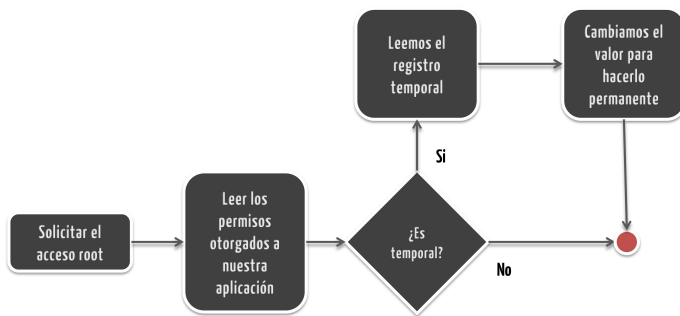 Solicitar el
acceso root
Leer los
permisos
otorgados a
nuestra
aplicación
¿Es
temporal?
Si
Leemos el
registro
temporal
Cambiamos el
valor para
hacerlo
permanente
No